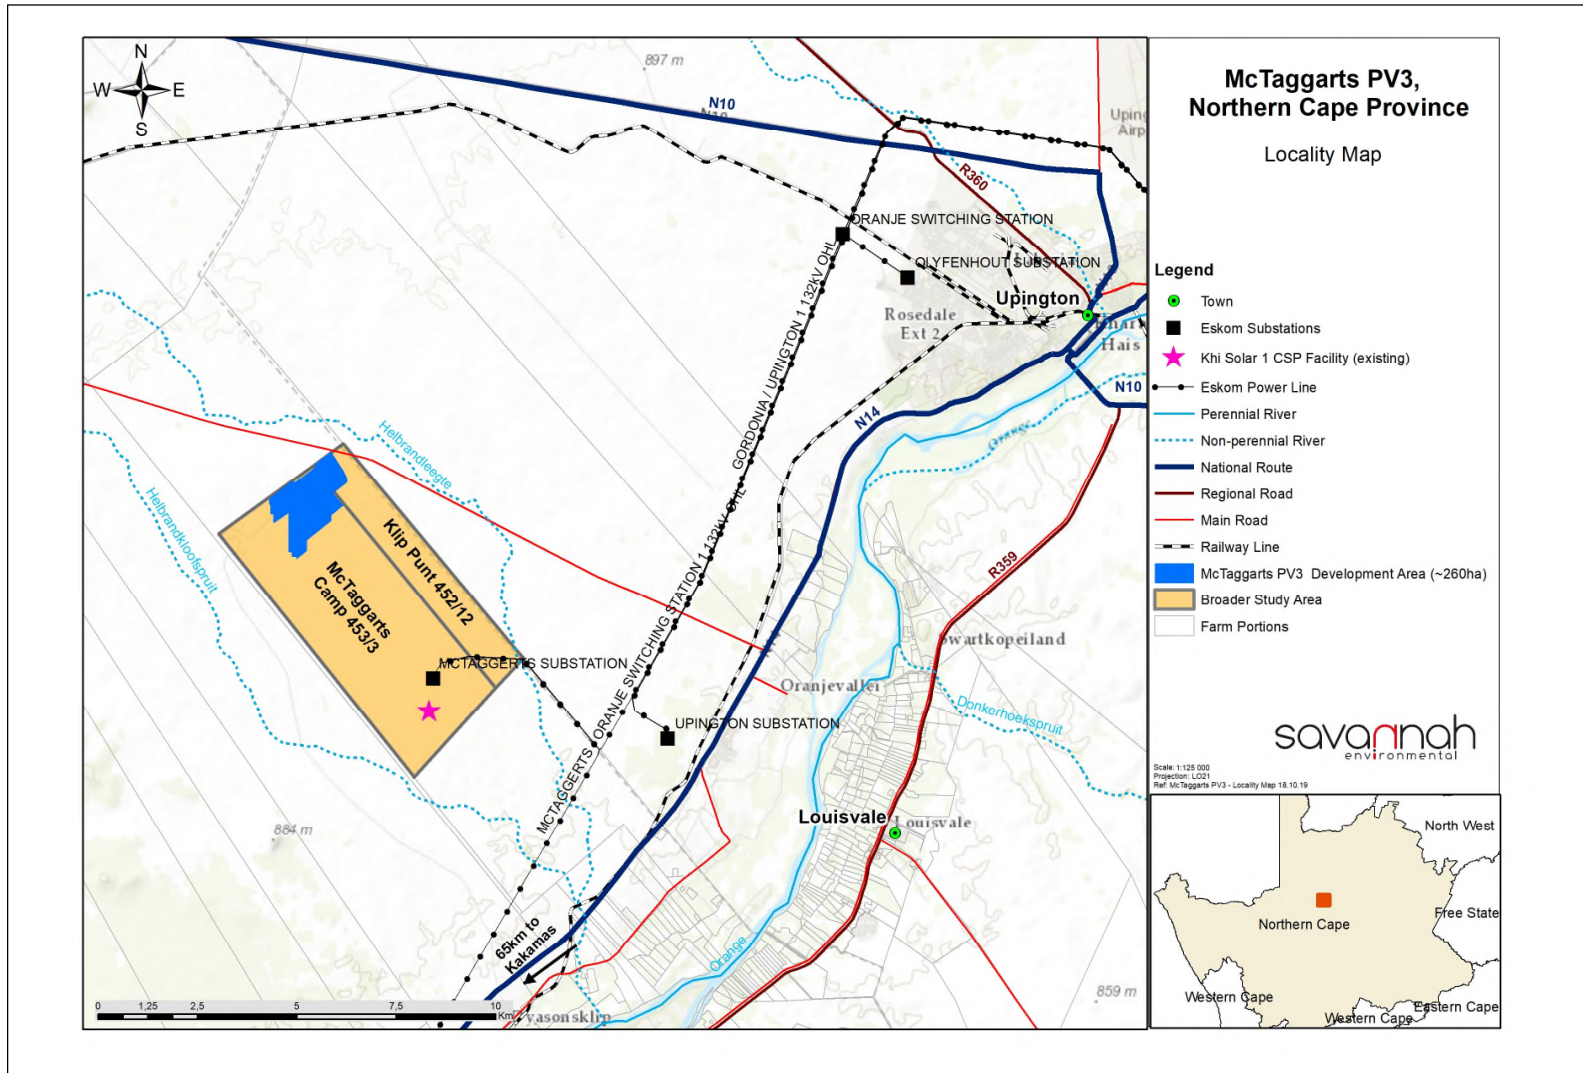 McTaggarts PV3,
Northern Cape Province
Locality Map
N
W
E
S
897 m
N10
N10
R360
ORANJE SWITCHING STATION
OLYFENHOUT SUBSTATION
Upington
Rosedale
Ext 2
Hais
N10
N14
Orange
GORDONIA / UPINGTON 1 132kV OHL
MCTAGGERTS / ORANJE SWITCHING STATION 1 132kV OHL
Helbrandleegte
Helbrandkloofspruit
Klip Punt 452/12
McTaggarts
Camp 453/3
MCTAGGERTS SUBSTATION
UPINGTON SUBSTATION
R359
Swartkopeiland
Oranjevallei
Donkerhoekspruit
Louisvale
Louisvale
884 m
65km to
Kakamas
Orange
859 m
0
1,25
2,5
5
7,5
10
Km
Legend
Town
Eskom Substations
Khi Solar 1 CSP Facility (existing)
Eskom Power Line
Perennial River
Non-perennial River
National Route
Regional Road
Main Road
Railway Line
McTaggarts PV3 Development Area (~260ha)
Broader Study Area
Farm Portions
savannah
environmental
Scale: 1:125 000
Projection: LO21
Ref: McTaggarts PV3 - Locality Map 18.10.19
North West
Free State
Northern Cape
Western Cape
Eastern Cape
Western Cape